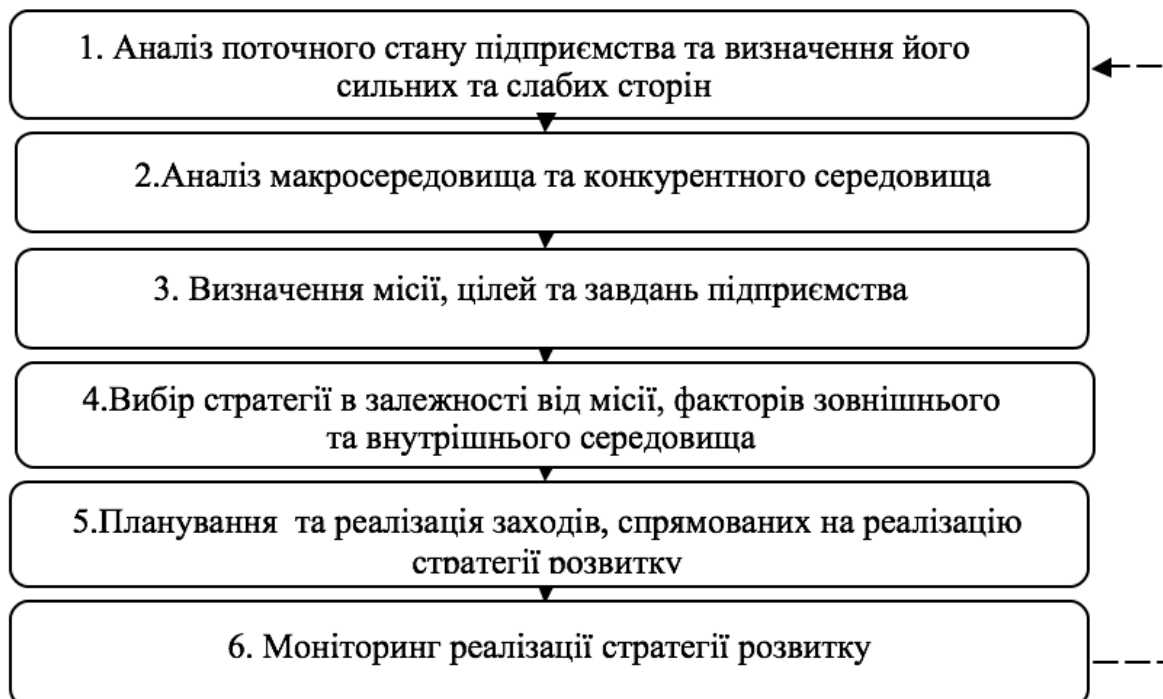 1. Аналіз поточного стану підприємства та визначення його
сильних та слабих сторін
2.Аналіз макросередовища та конкурентного середовища
3. Визначення місії, цілей та завдань підприємства
4.Вибір стратегії в залежності від місії, факторів зовнішнього
та внутрішнього середовища
5.Планування та реалізація заходів, спрямованих на реалізацію
стратегії розвитку
6. Моніторинг реалізації стратегії розвитку